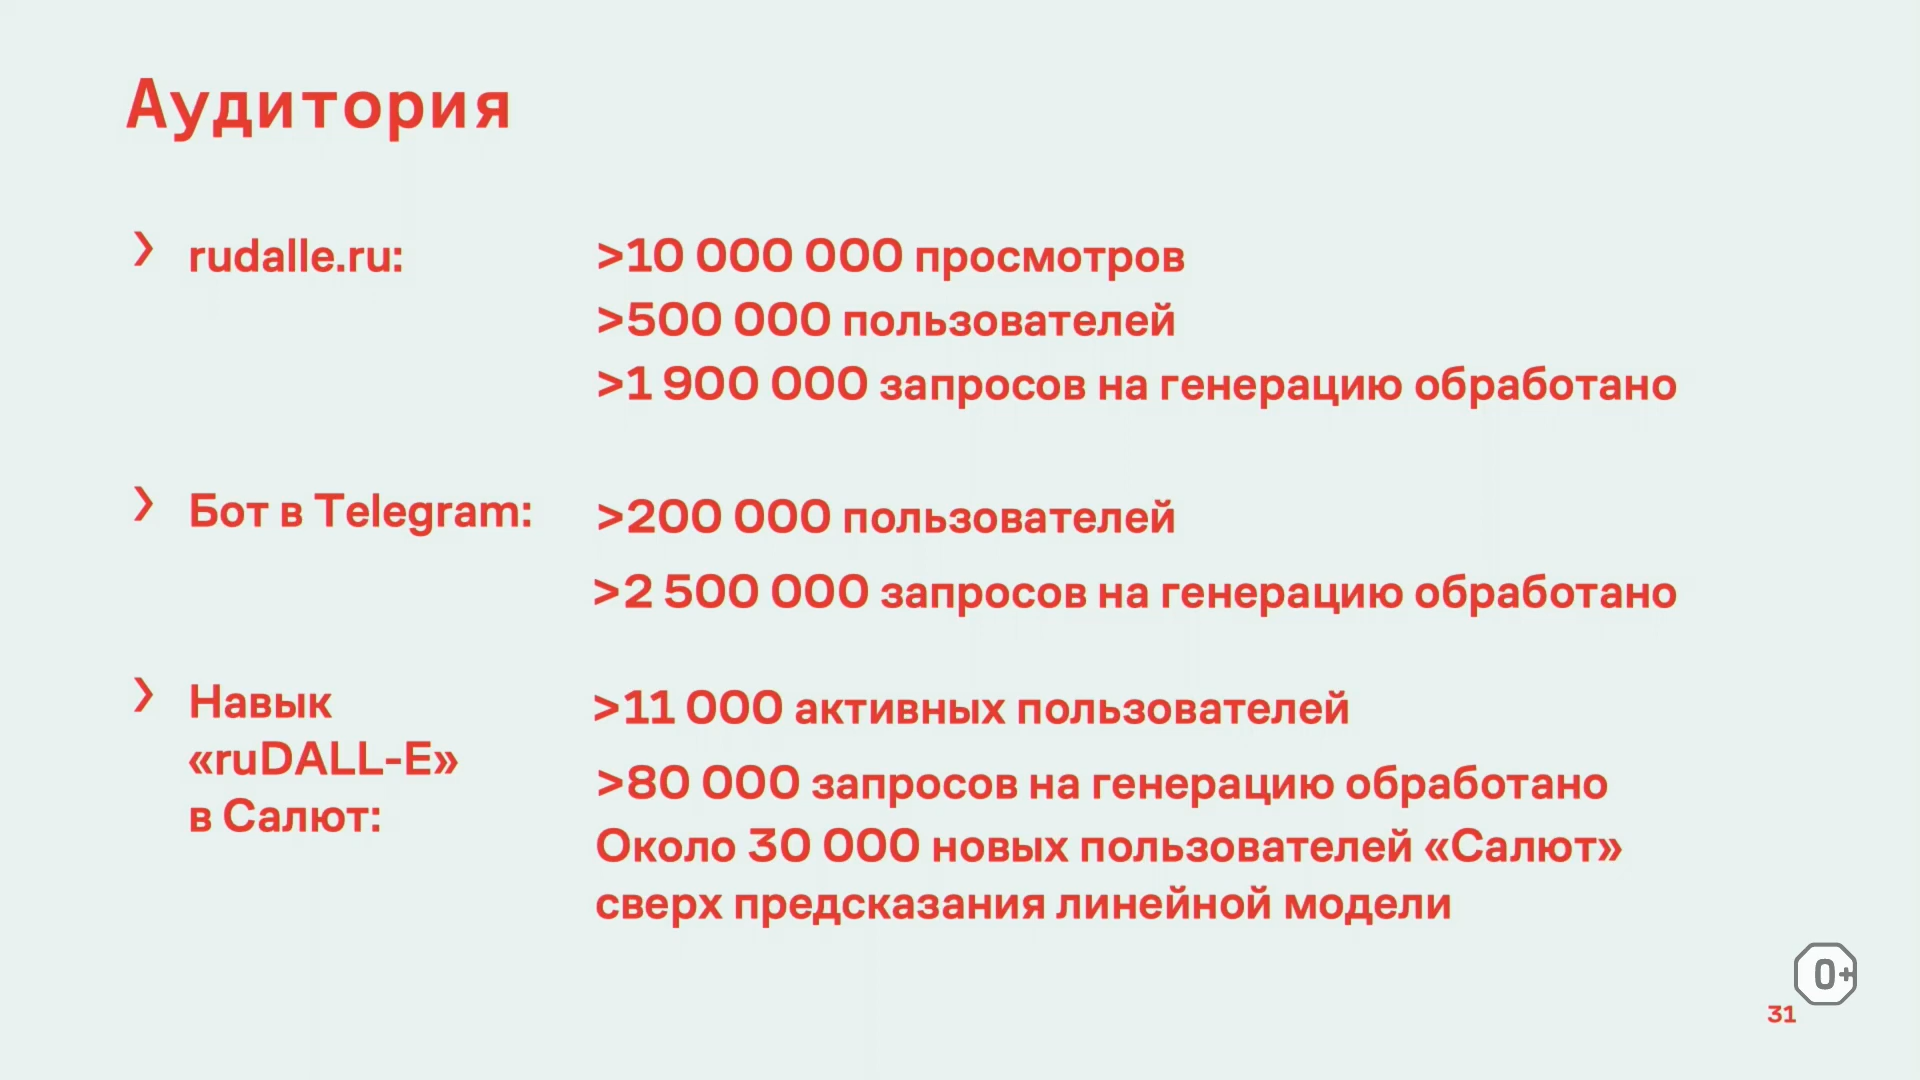 Аудитория
rudalle.ru:
>10 000 000 просмотров
>500 000 пользователей
>1 900 000 запросов на генерацию обработано
Бот в Telegram:
>200 000 пользователей
>2 500 000 запросов на генерацию обработано
Навык
«ruDALL-E»
в Салют:
>11 000 активных пользователей
>80 000 запросов на генерацию обработано
Около 30 000 новых пользователей «Салют»
сверх предсказания линейной модели
0+
31